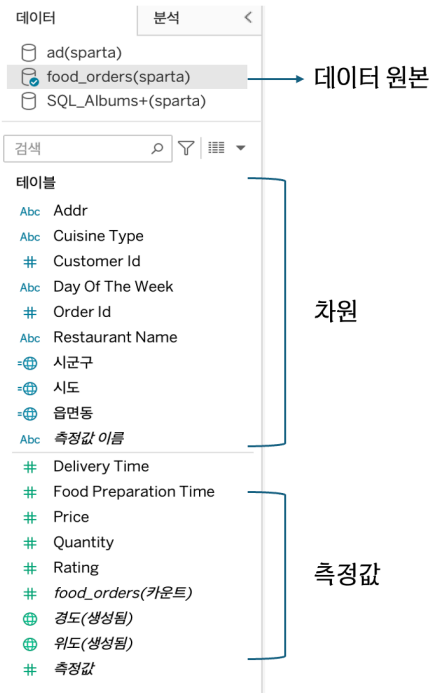 데이터
분석
ad(sparta)
food_orders(sparta)
데이터 원본
SQL_Albums+(sparta)
검색
테이블
Abc Addr
Abc Cuisine Type
# Customer Id
Abc Day Of The Week
# Order Id
차원
Abc Restaurant Name
=시군구
=시도
=읍면동
Abc 측정값 이름
# Delivery Time
# Food Preparation Time
# Price
# Quantity
# Rating
측정값
# food_orders(카운트)
경도(생성됨)
위도(생성됨)
# 측정값